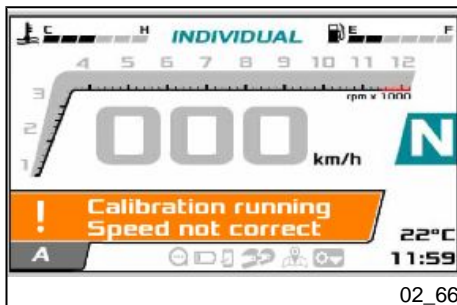 C H INDIVIDUAL E F
4 5 6 7 8 9 10 11 12
3
rpm x 1000
2
000
km/h
N
1
! Calibration running
Speed not correct
22°C
A
11:59
02_66